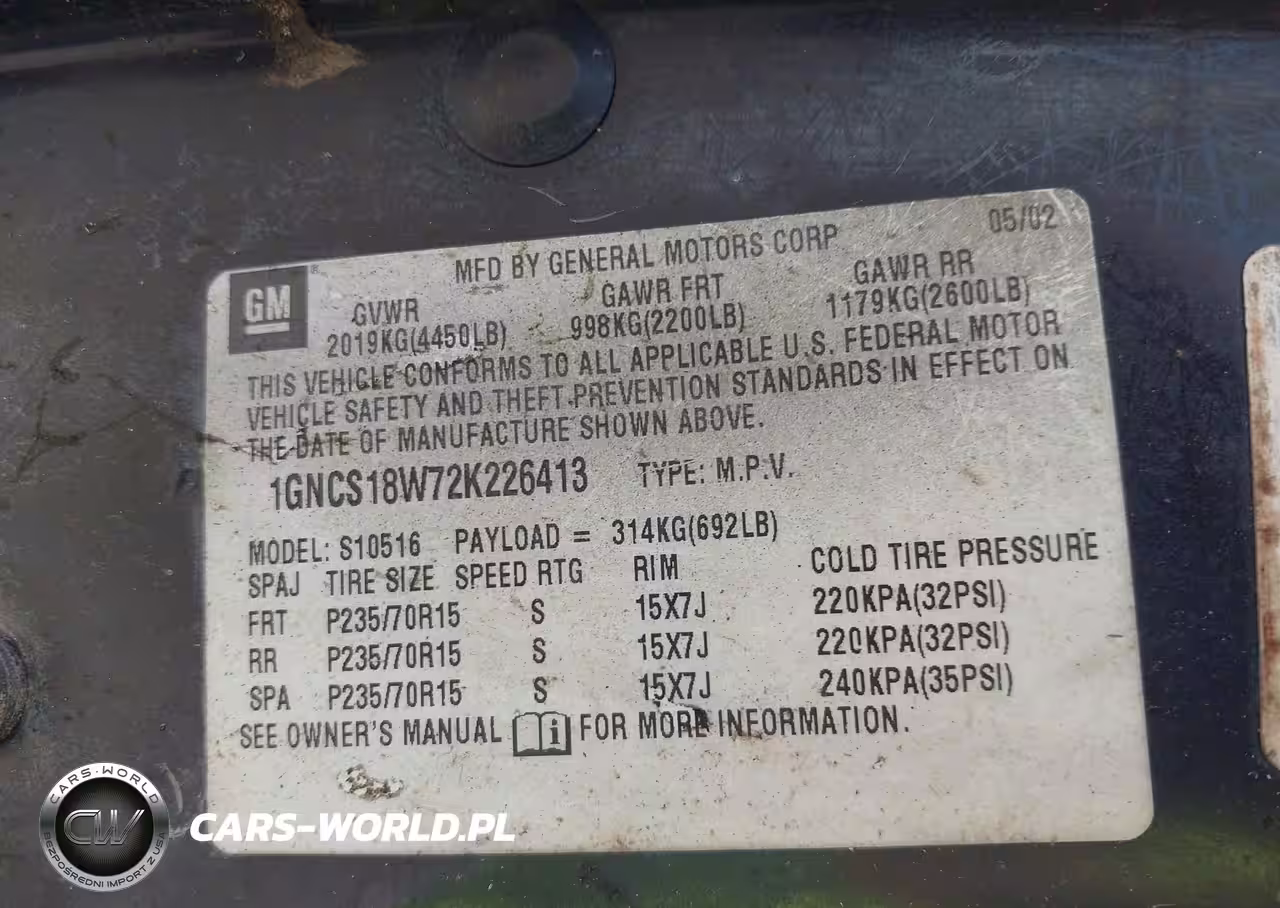 GM
MFD BY GENERAL MOTORS CORP 05/02
GVWR GAWR FRT GAWR RR
2019KG(4450LB) 998KG(2200LB) 1179KG(2600LB)
THIS VEHICLE CONFORMS TO ALL APPLICABLE U.S. FEDERAL MOTOR
VEHICLE SAFETY AND THEFT PREVENTION STANDARDS IN EFFECT ON
THE DATE OF MANUFACTURE SHOWN ABOVE.
1GNCS18W72K226413 TYPE: M.P.V.
MODEL: S10516 PAYLOAD = 314KG(692LB)
SPAJ TIRE SIZE SPEED RTG RIM COLD TIRE PRESSURE
FRT P235/70R15 S 15X7J 220KPA(32PSI)
RR P235/70R15 S 15X7J 220KPA(32PSI)
SPA P235/70R15 S 15X7J 240KPA(35PSI)
SEE OWNER'S MANUAL i FOR MORE INFORMATION.
CARS-WORLD
CW
BEZPOŚREDNI IMPORT Z USA
CARS-WORLD.PL